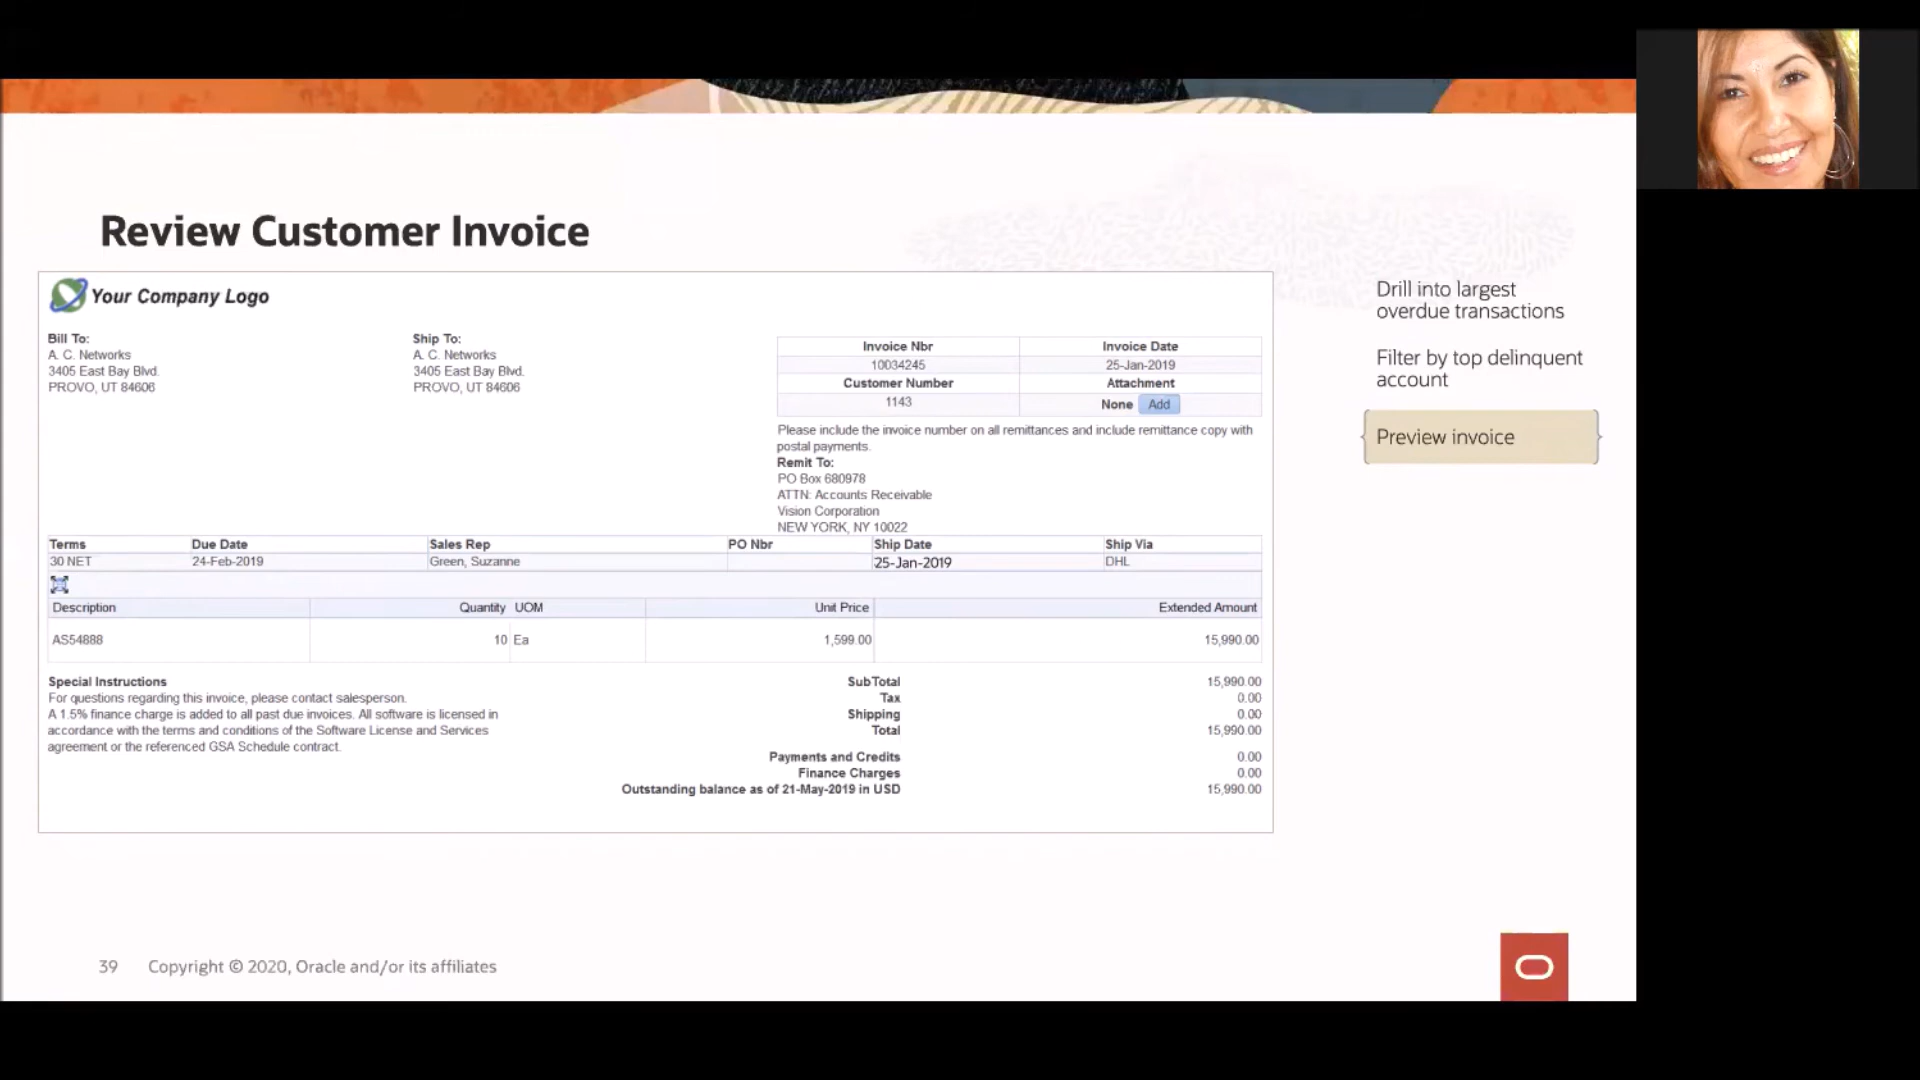 Review Customer Invoice
Your Company Logo
Bill To:
A. C. Networks
3405 East Bay Blvd.
PROVO, UT 84606
Ship To:
A. C. Networks
3405 East Bay Blvd.
PROVO, UT 84606
Invoice Nbr Invoice Date
10034245 25-Jan-2019
Customer Number Attachment
1143 None Add
Please include the invoice number on all remittances and include remittance copy with
postal payments.
Remit To:
PO Box 680978
ATTN: Accounts Receivable
Vision Corporation
NEW YORK, NY 10022
Terms Due Date Sales Rep PO Nbr Ship Date Ship Via
30 NET 24-Feb-2019 Green, Suzanne 25-Jan-2019 DHL
Description Quantity UOM Unit Price Extended Amount
AS54888 10 Ea 1,599.00 15,990.00
Special Instructions
For questions regarding this invoice, please contact salesperson.
A 1.5% finance charge is added to all past due invoices. All software is licensed in
accordance with the terms and conditions of the Software License and Services
agreement or the referenced GSA Schedule contract.
SubTotal 15,990.00
Tax 0.00
Shipping 0.00
Total 15,990.00
Payments and Credits 0.00
Finance Charges 0.00
Outstanding balance as of 21-May-2019 in USD 15,990.00
Drill into largest
overdue transactions
Filter by top delinquent
account
Preview invoice
39 Copyright © 2020, Oracle and/or its affiliates